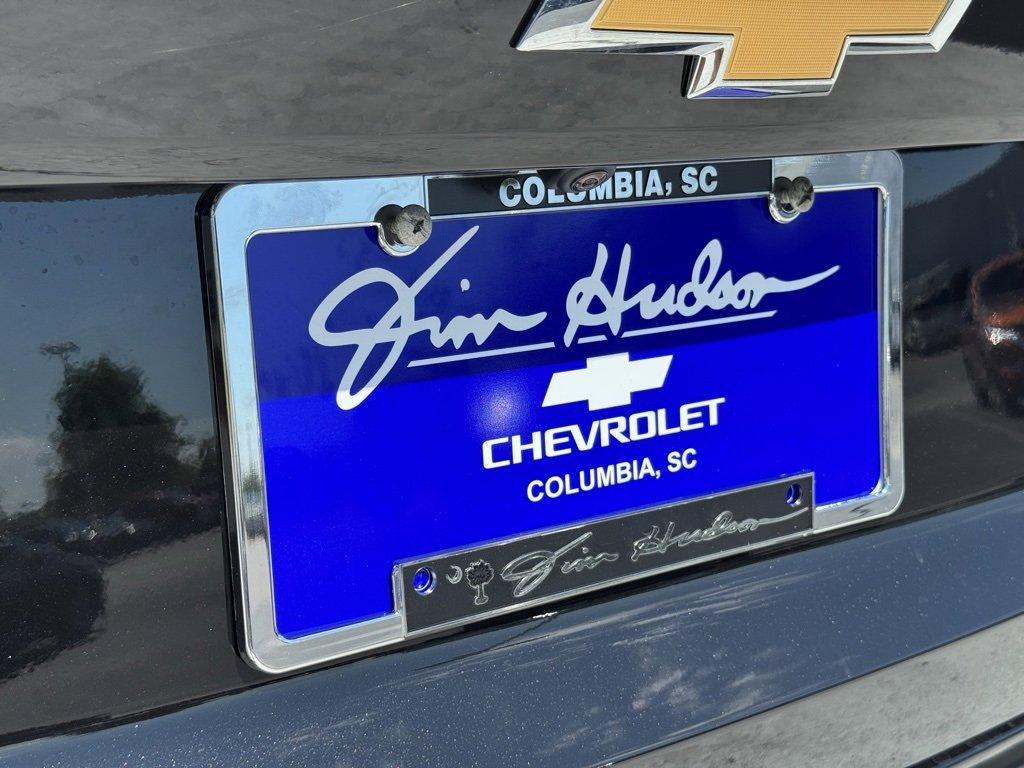 COLUMBIA, SC
Jim Hudson
CHEVROLET
COLUMBIA, SC
Jim Hudson